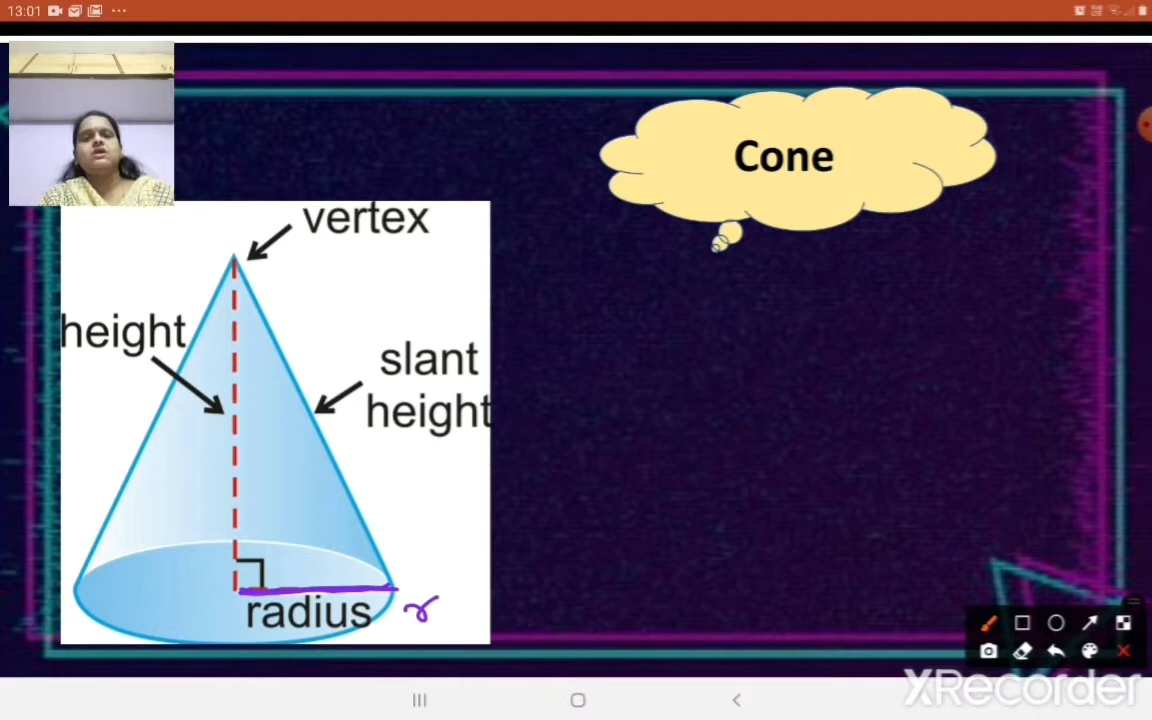 13:01
Cone
vertex
height
slant
height
radius r
XRecorder